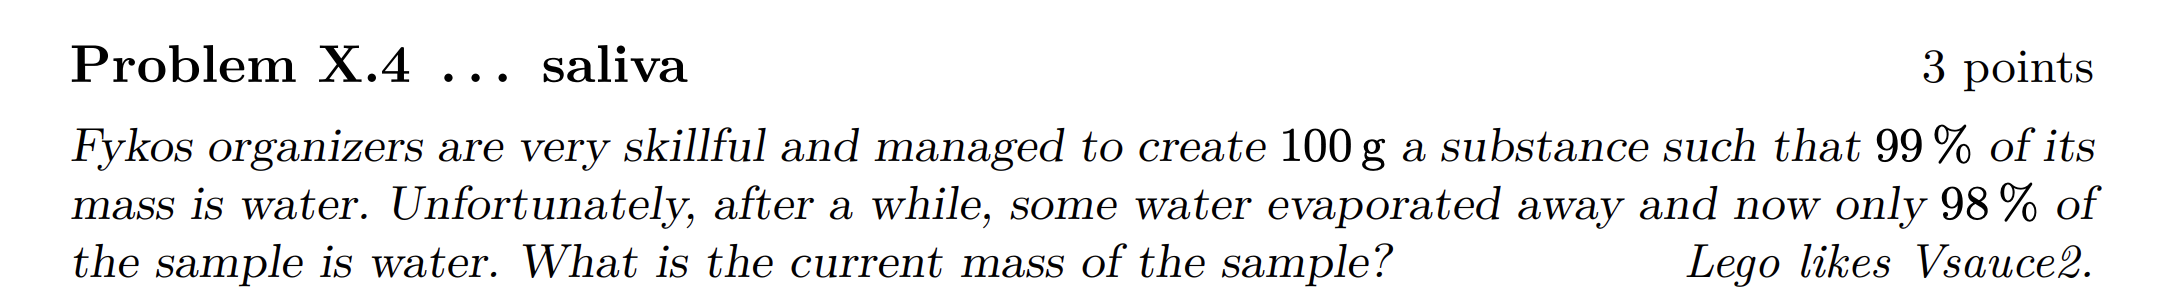 Problem X.4 ... saliva 3 points
Fykos organizers are very skillful and managed to create 100 g a substance such that 99 % of its
mass is water. Unfortunately, after a while, some water evaporated away and now only 98 % of
the sample is water. What is the current mass of the sample? Lego likes Vsauce2.